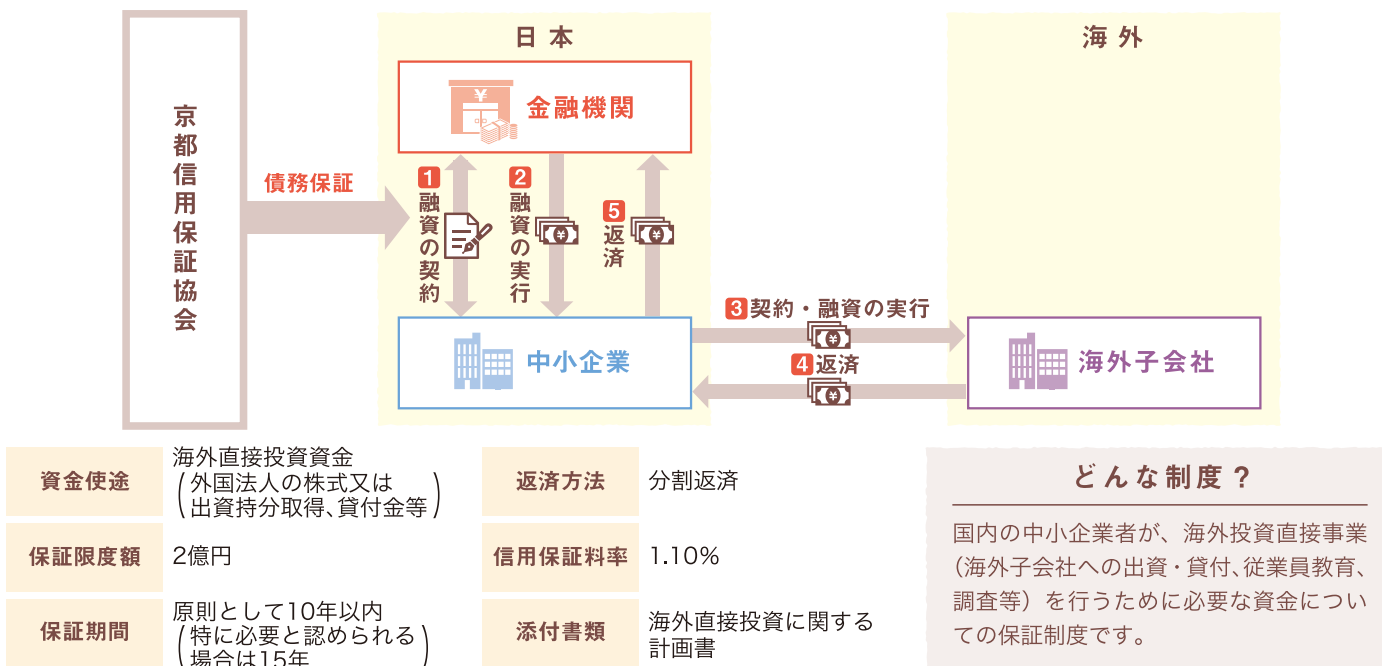 京都信用保証協会
債務保証
日本
金融機関
1 融資の契約
2 融資の実行
5 返済
中小企業
3 契約・融資の実行
4 返済
海外
海外子会社
資金使途
海外直接投資資金
(外国法人の株式又は
出資持分取得、貸付金等)
保証限度額
2億円
保証期間
原則として10年以内
(特に必要と認められる
場合は15年)
返済方法
分割返済
信用保証料率
1.10%
添付書類
海外直接投資に関する
計画書
どんな制度？
国内の中小企業者が、海外投資直接事業
（海外子会社への出資・貸付、従業員教育、
調査等）を行うために必要な資金につい
ての保証制度です。